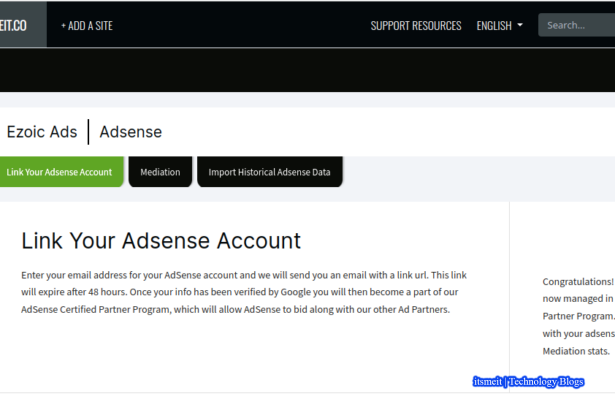 EIT.CO + ADD A SITE SUPPORT RESOURCES ENGLISH Search...
Ezoic Ads | Adsense
Link Your Adsense Account Mediation Import Historical Adsense Data
Link Your Adsense Account
Enter your email address for your AdSense account and we will send you an email with a link url. This link
will expire after 48 hours. Once your info has been verified by Google you will then become a part of our
AdSense Certified Partner Program, which will allow AdSense to bid along with our other Ad Partners.
Congratulations!
now managed in
Partner Program.
with your adsens
Mediation stats.
itsmeit | Technology Blogs